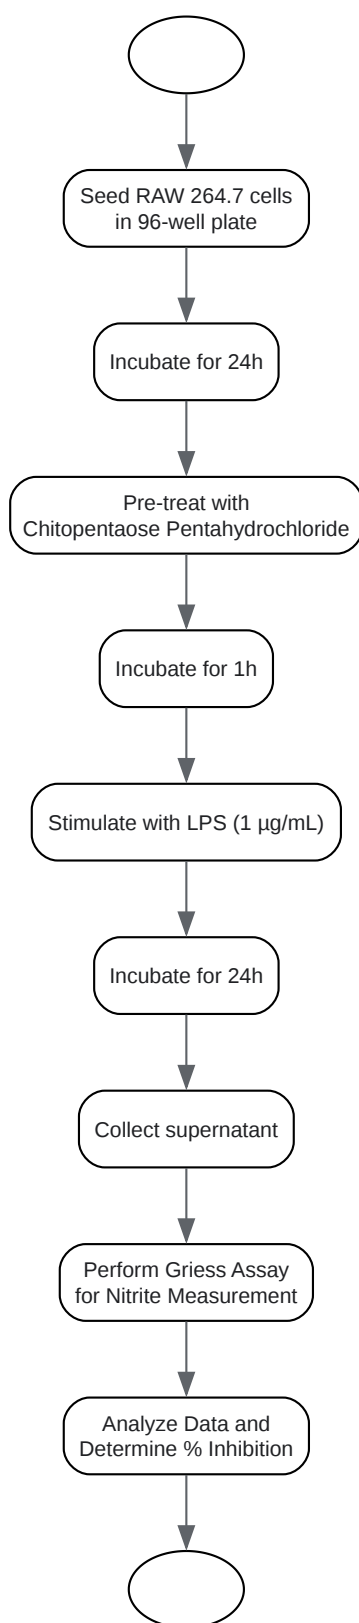 Seed RAW 264.7 cells
in 96-well plate
Incubate for 24h
Pre-treat with
Chitopentaose Pentahydrochloride
Incubate for 1h
Stimulate with LPS (1 µg/mL)
Incubate for 24h
Collect supernatant
Perform Griess Assay
for Nitrite Measurement
Analyze Data and
Determine % Inhibition